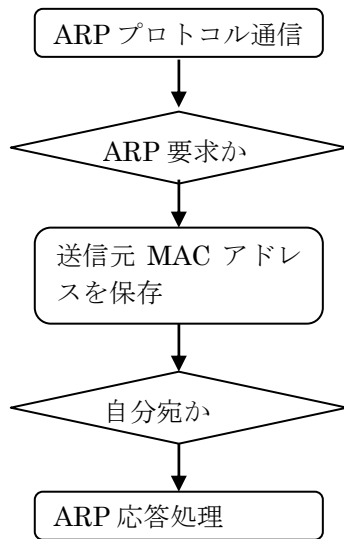 ARP プロトコル通信
ARP 要求か
送信元 MAC アドレ
スを保存
自分宛か
ARP 応答処理